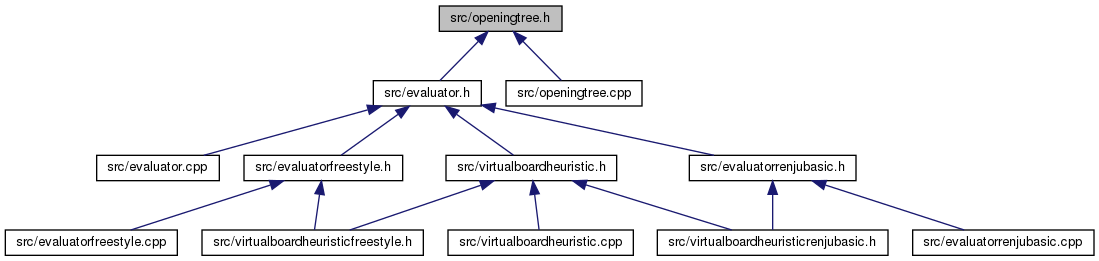 src/openingtree.h
src/evaluator.h
src/openingtree.cpp
src/evaluator.cpp
src/evaluatorfreestyle.h
src/virtualboardheuristic.h
src/evaluatorrenjubasic.h
src/evaluatorfreestyle.cpp
src/virtualboardheuristicfreestyle.h
src/virtualboardheuristic.cpp
src/virtualboardheuristicrenjubasic.h
src/evaluatorrenjubasic.cpp